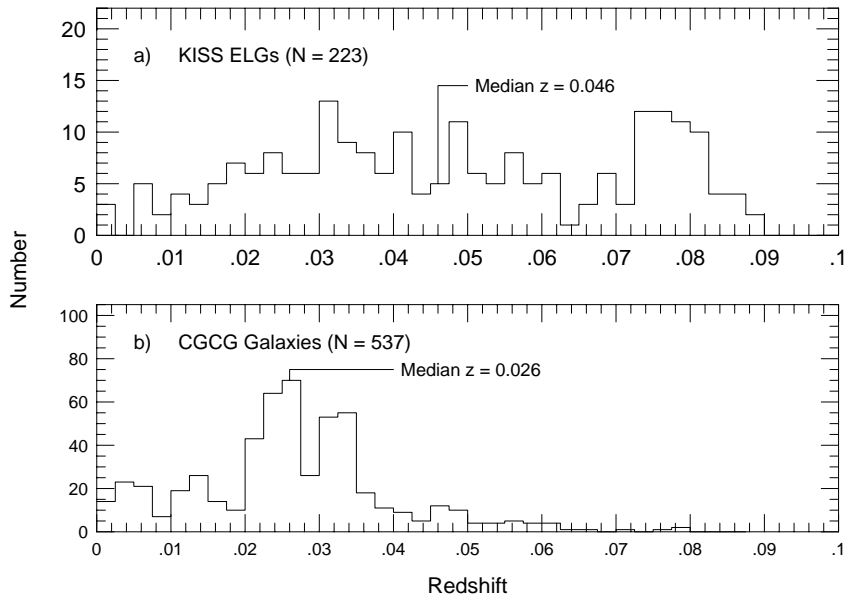 20
15
10
5
0
a) KISS ELGs (N = 223)
Median z = 0.046
0 .01 .02 .03 .04 .05 .06 .07 .08 .09 .1
Number
100
80
60
40
20
0
b) CGCG Galaxies (N = 537)
Median z = 0.026
0 .01 .02 .03 .04 .05 .06 .07 .08 .09 .1
Redshift